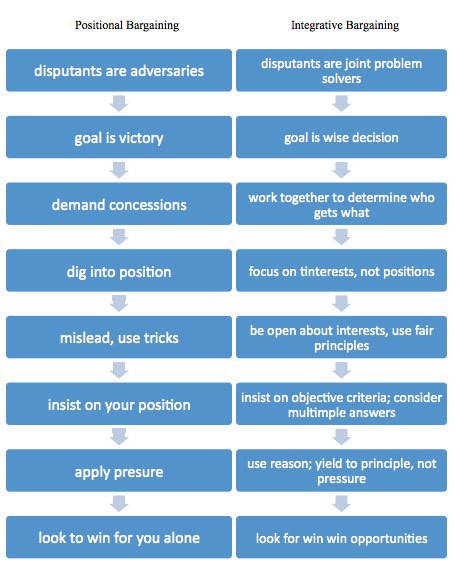 Positional Bargaining
disputants are adversaries
goal is victory
demand concessions
dig into position
mislead, use tricks
insist on your position
apply presure
look to win for you alone
Integrative Bargaining
disputants are joint problem
solvers
goal is wise decision
work together to determine who
gets what
focus on tinterests, not positions
be open about interests, use fair
principles
insist on objective criteria; consider
multimple answers
use reason; yield to principle, not
pressure
look for win win opportunities